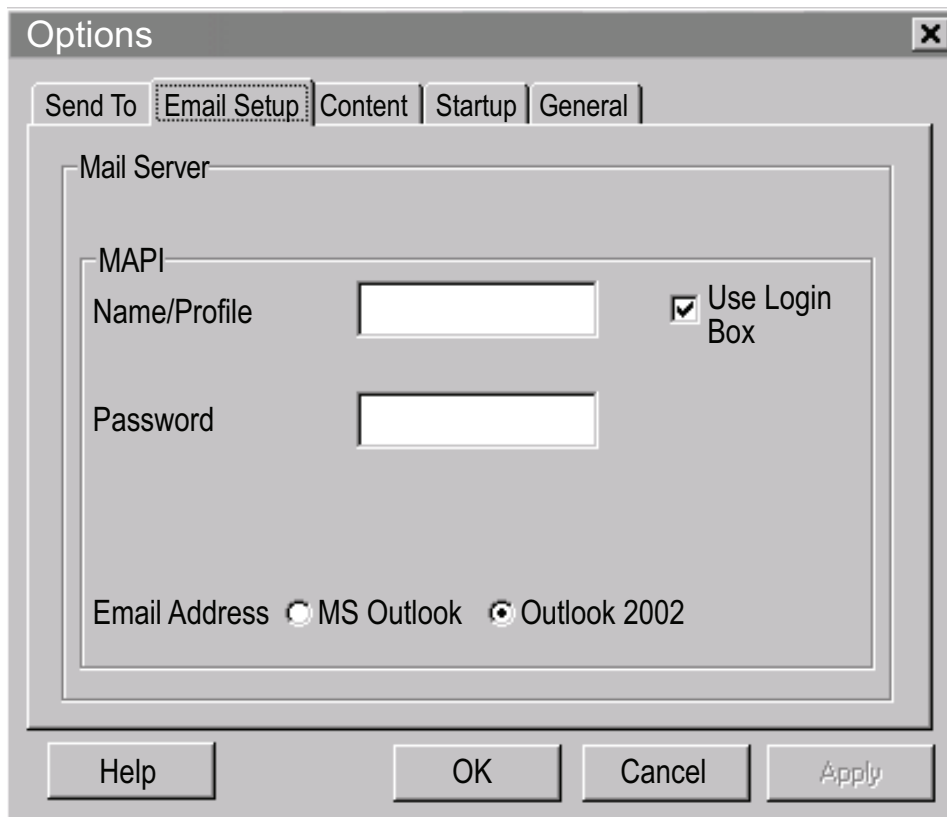 Options
Send To Email Setup Content Startup General
Mail Server
MAPI
Name/Profile
Use Login
Box
Password
Email Address MS Outlook Outlook 2002
Help OK Cancel Apply